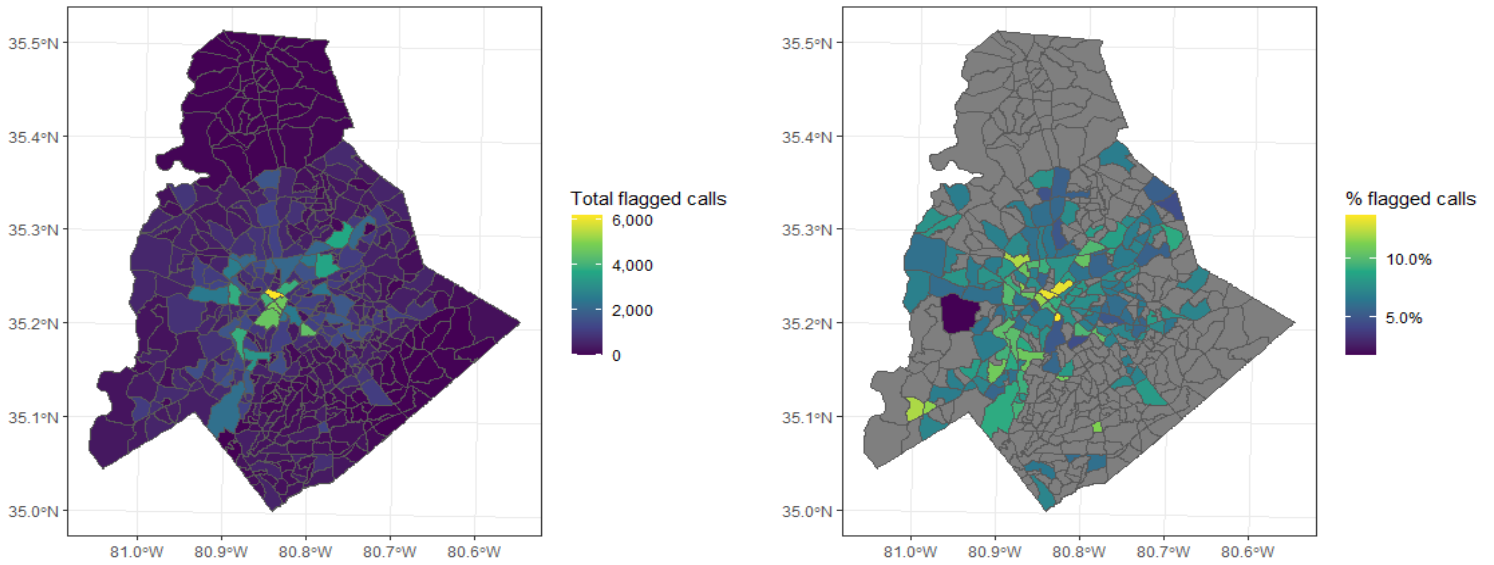 35.5°N
35.4°N
35.3°N
35.2°N
35.1°N
35.0°N
81.0°W 80.9°W 80.8°W 80.7°W 80.6°W
Total flagged calls
6,000
4,000
2,000
0
35.5°N
35.4°N
35.3°N
35.2°N
35.1°N
35.0°N
81.0°W 80.9°W 80.8°W 80.7°W 80.6°W
% flagged calls
10.0%
5.0%